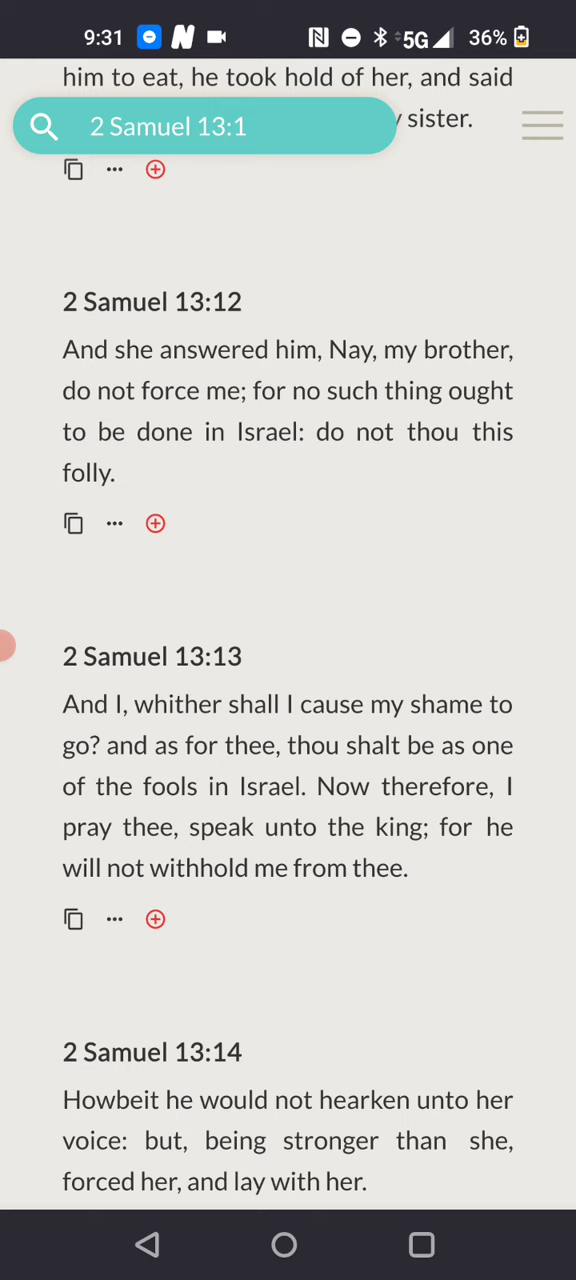 9:31 5G 36%
him to eat, he took hold of her, and said
2 Samuel 13:1
sister.
2 Samuel 13:12
And she answered him, Nay, my brother,
do not force me; for no such thing ought
to be done in Israel: do not thou this
folly.
2 Samuel 13:13
And I, whither shall I cause my shame to
go? and as for thee, thou shalt be as one
of the fools in Israel. Now therefore, I
pray thee, speak unto the king; for he
will not withhold me from thee.
2 Samuel 13:14
Howbeit he would not hearken unto her
voice: but, being stronger than she,
forced her, and lay with her.